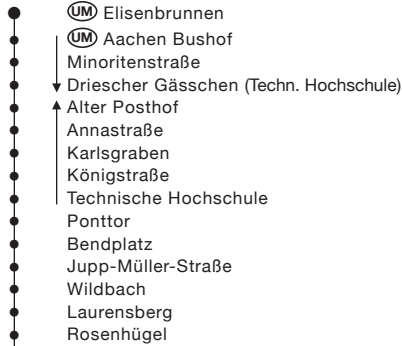 UM Elisenbrunnen
UM Aachen Bushof
Minoritenstraße
Driescher Gässchen (Techn. Hochschule)
Alter Posthof
Annastraße
Karlsgraben
Königstraße
Technische Hochschule
Ponttor
Bendplatz
Jupp-Müller-Straße
Wildbach
Laurensberg
Rosenhügel